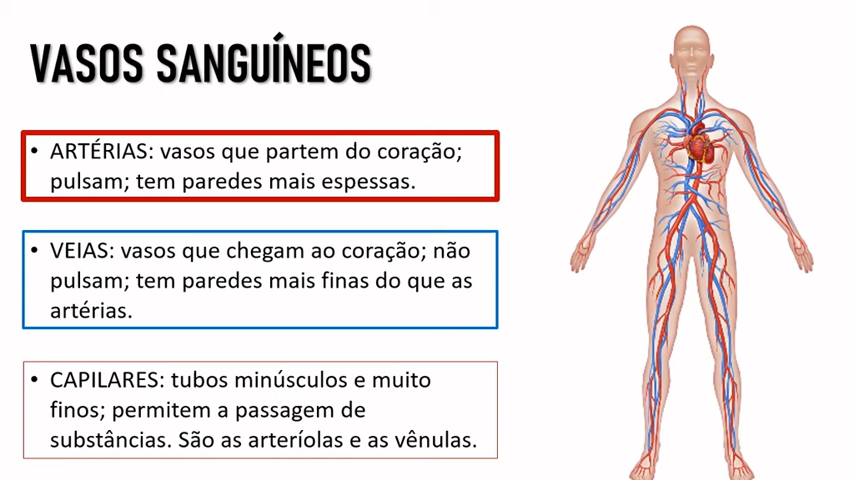 VASOS SANGUÍNEOS
• ARTÉRIAS: vasos que partem do coração;
pulsam; tem paredes mais espessas.
• VEIAS: vasos que chegam ao coração; não
pulsam; tem paredes mais finas do que as
artérias.
• CAPILARES: tubos minúsculos e muito
finos; permitem a passagem de
substâncias. São as arteríolas e as vênulas.